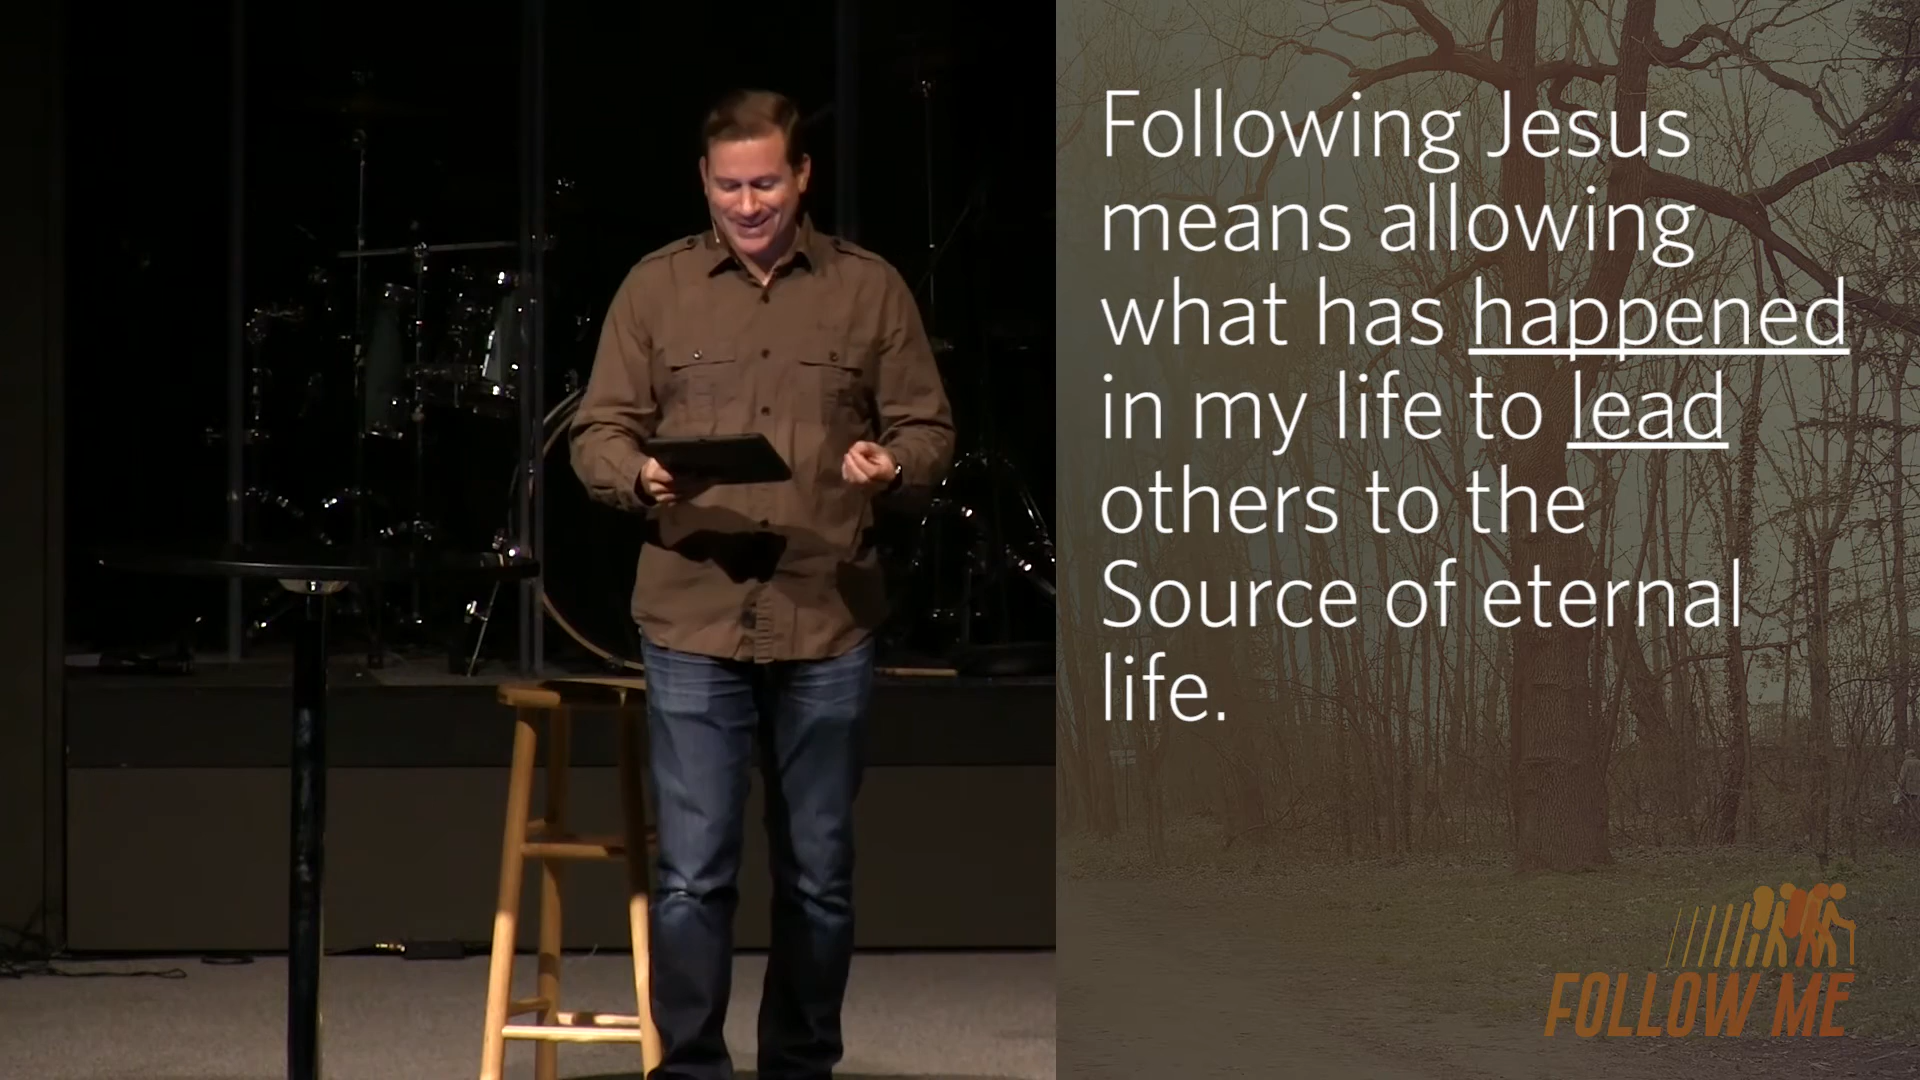 Following Jesus
means allowing
what has happened
in my life to lead
others to the
Source of eternal
life.
FOLLOW ME